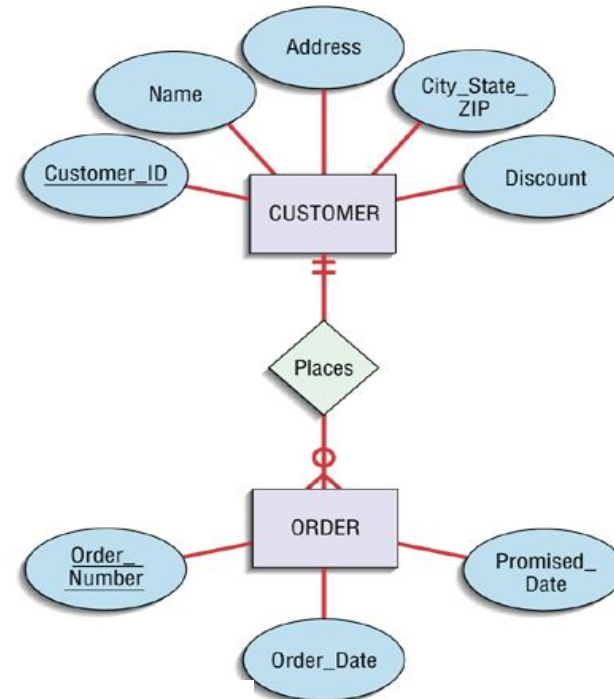 Address
Name
City_State_
ZIP
Customer_ID
Discount
CUSTOMER
Places
ORDER
Order_
Number
Promised_
Date
Order_Date